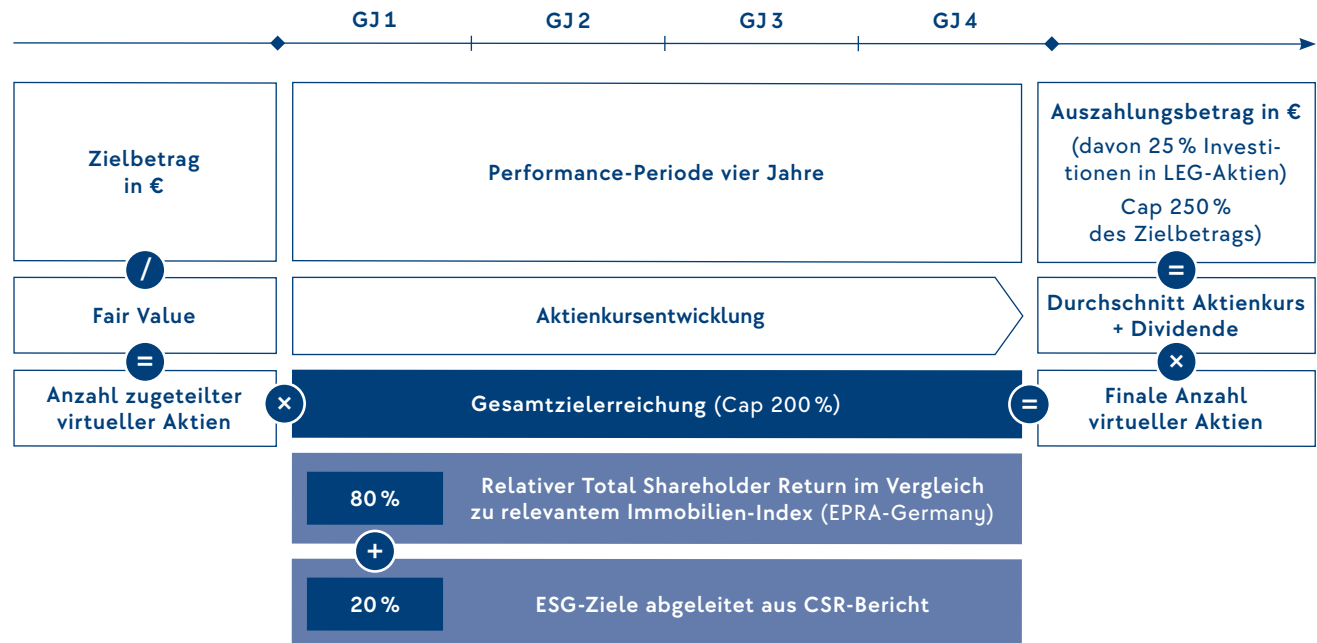 GJ 1 GJ 2 GJ 3 GJ 4
Zielbetrag
in €
/
Fair Value
=
Anzahl zugeteilter
virtueller Aktien
×
Performance-Periode vier Jahre
Aktienkursentwicklung
Gesamtzielerreichung (Cap 200 %)
80 %
Relativer Total Shareholder Return im Vergleich
zu relevantem Immobilien-Index (EPRA-Germany)
+
20 %
ESG-Ziele abgeleitet aus CSR-Bericht
=
Auszahlungsbetrag in €
(davon 25 % Investi-
tionen in LEG-Aktien)
Cap 250 %
des Zielbetrags)
=
Durchschnitt Aktienkurs
+ Dividende
×
Finale Anzahl
virtueller Aktien